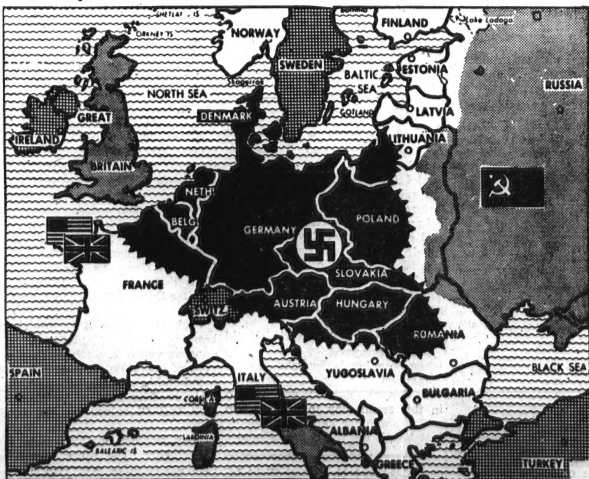 SHETLAND IS
ORKNEY IS
NORWAY
FINLAND
Lake Ladoga
SWEDEN
Skagerrak
ESTONIA
BALTIC
SEA
RUSSIA
NORTH SEA
GOTLAND
LATVIA
GREAT
DENMARK
IRELAND
LITHUANIA
BRITAIN
NETH
BELG
GERMANY
POLAND
SLOVAKIA
FRANCE
SWITZ
AUSTRIA
HUNGARY
ROMANIA
SPAIN
ITALY
YUGOSLAVIA
BLACK SEA
CORSICA
BULGARIA
SARDINIA
ALBANIA
BALEARIC IS
GREECE
TURKEY